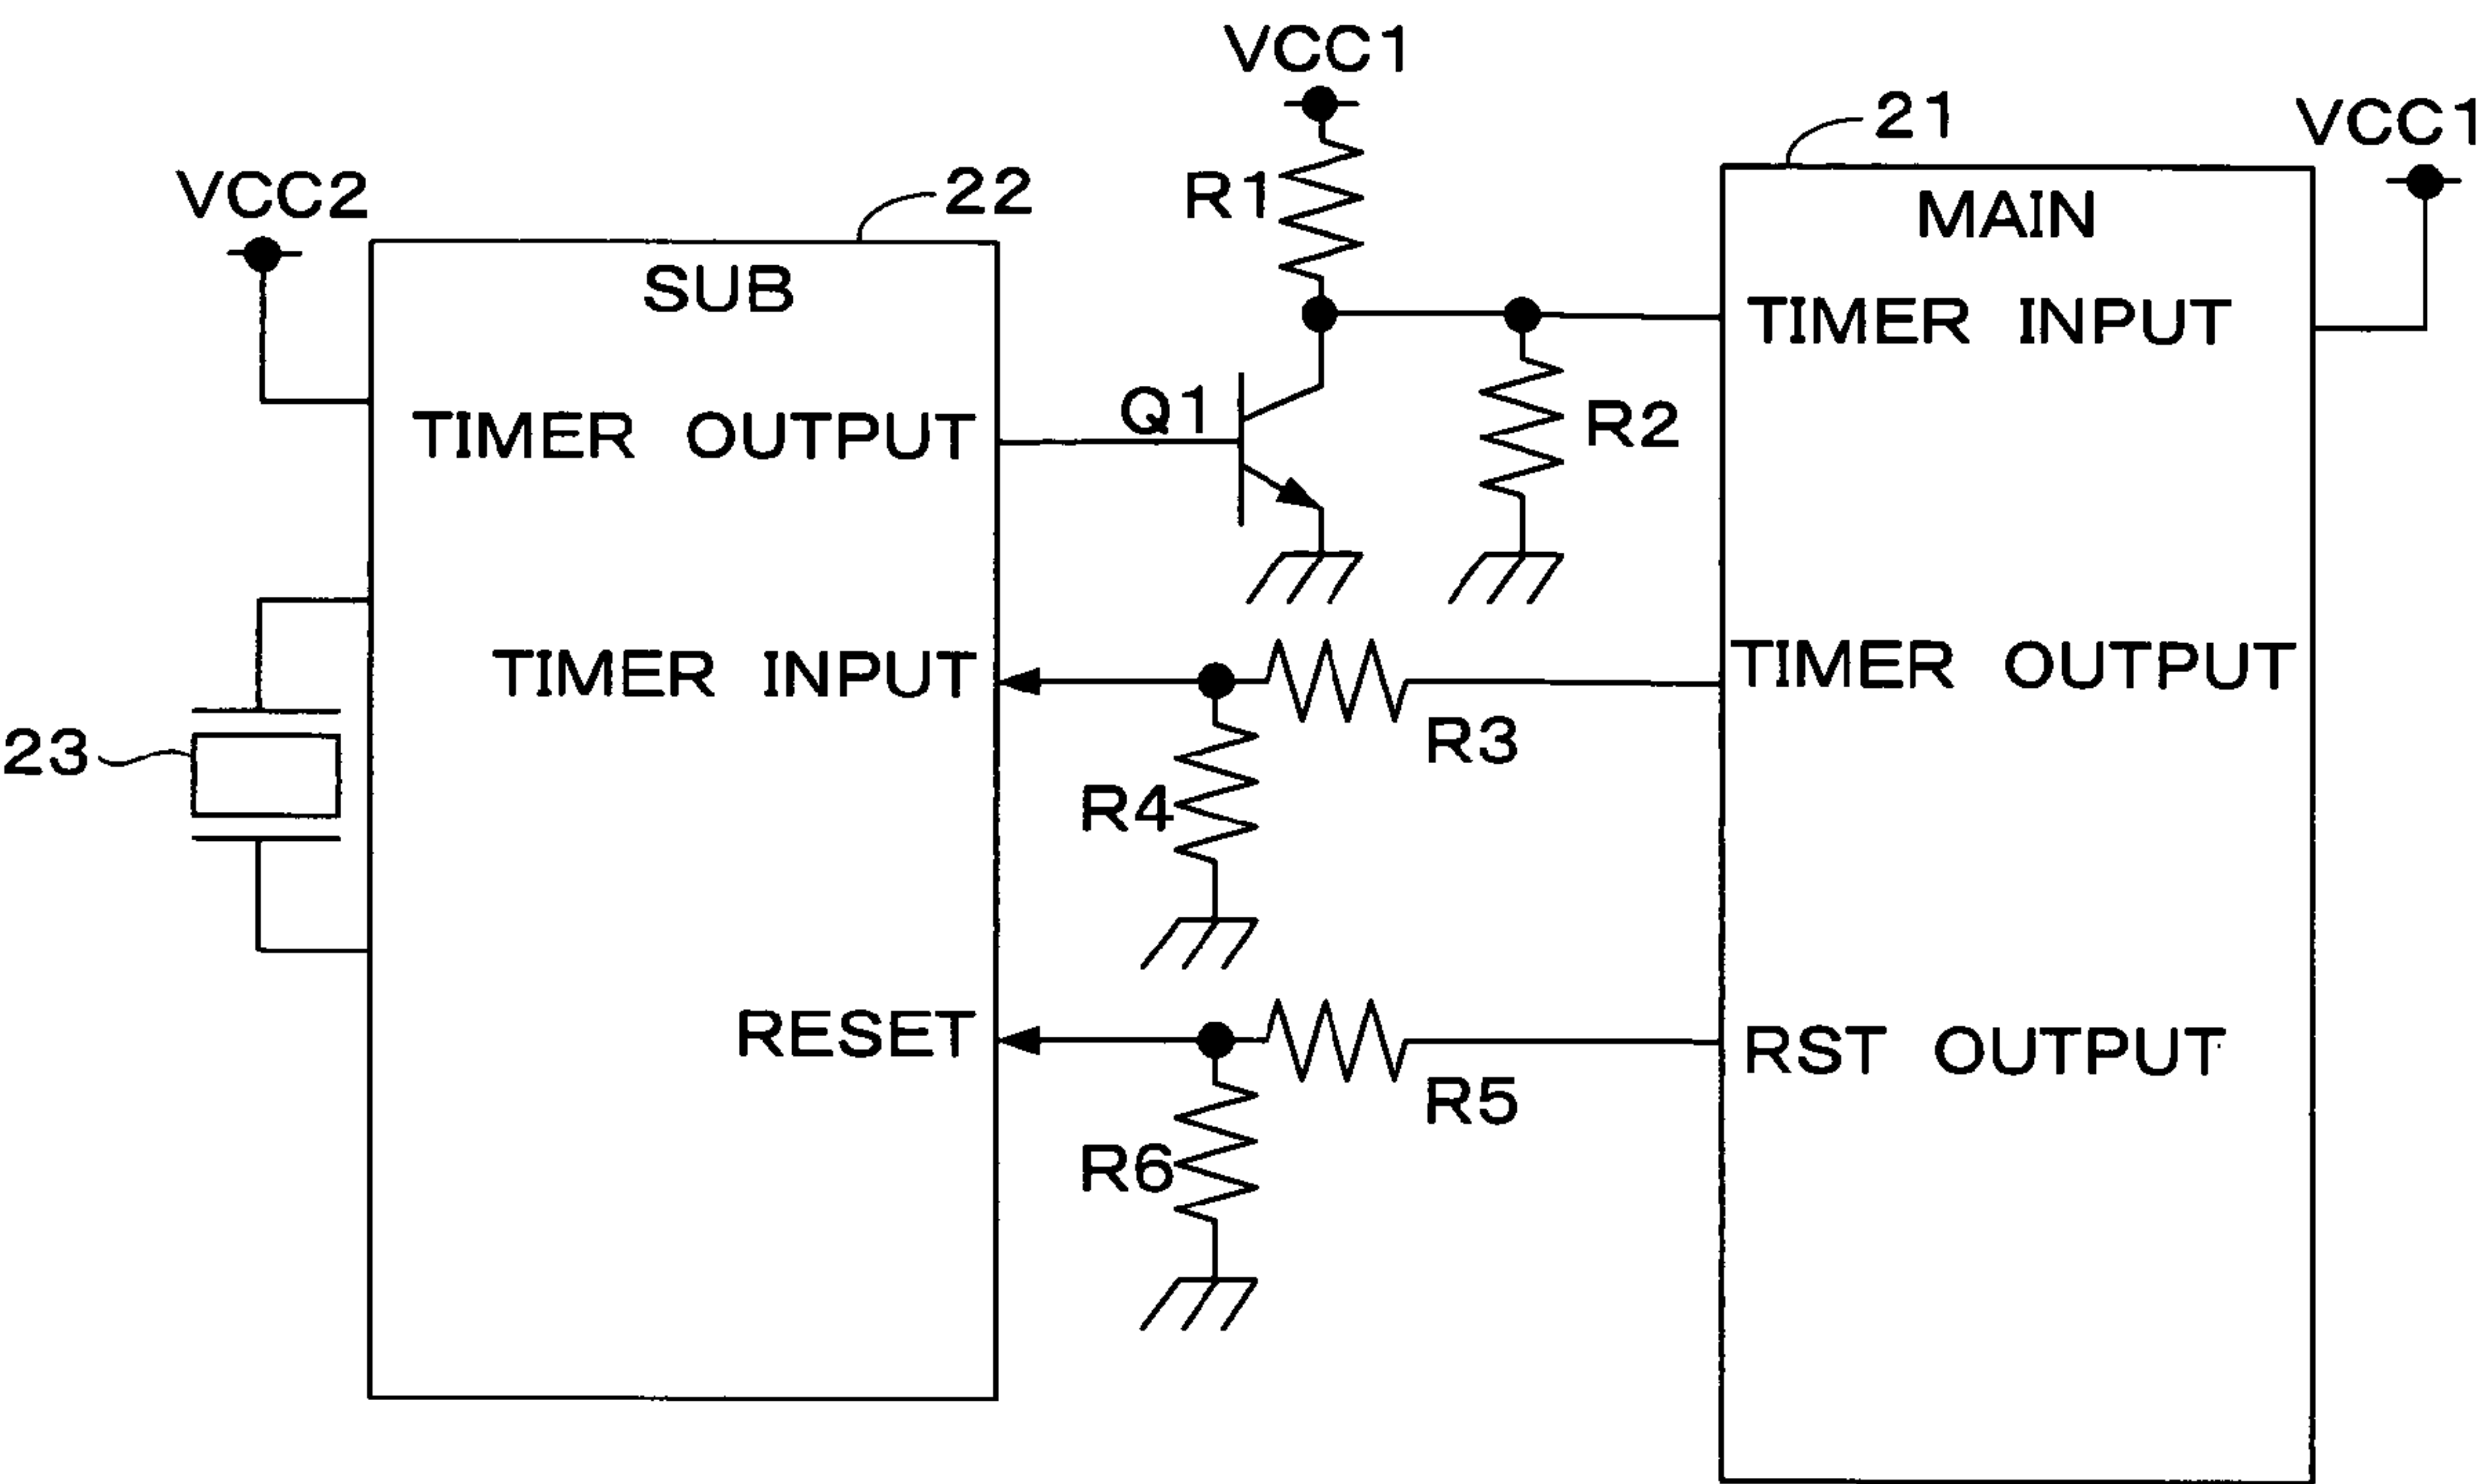 VCC1
21
VCC1
22
R1
VCC2
MAIN
SUB
TIMER INPUT
Q1
R2
TIMER OUTPUT
TIMER INPUT
TIMER OUTPUT
R3
23
R4
RESET
RST OUTPUT
R5
R6